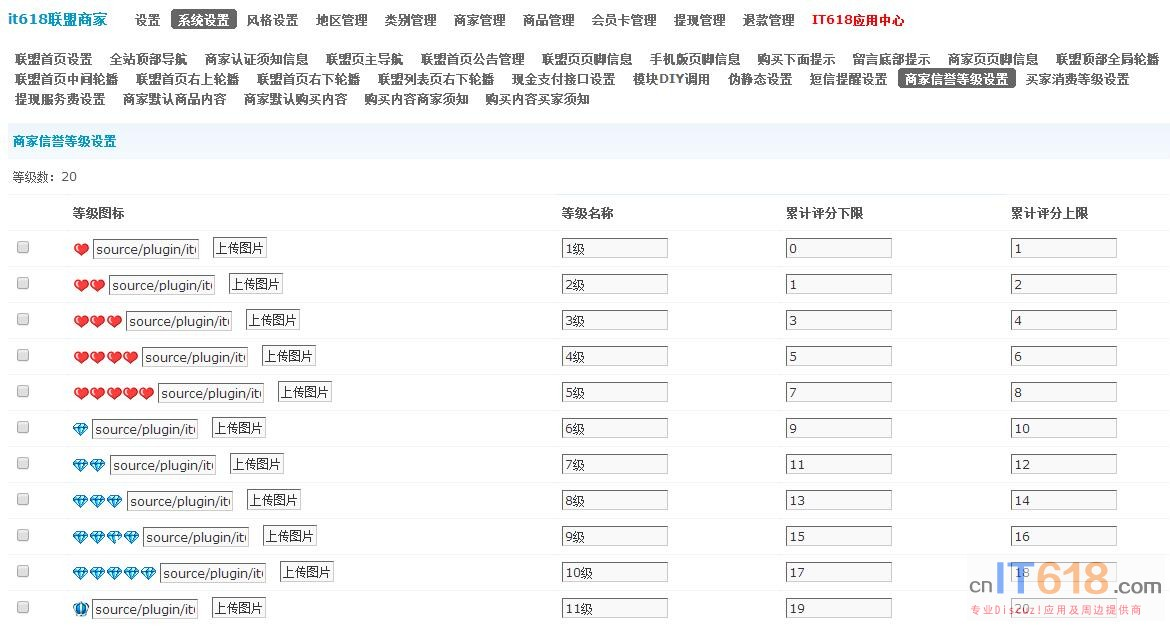 it618联盟商家 设置 系统设置 风格设置 地区管理 类别管理 商家管理 商品管理 会员卡管理 提现管理 退款管理 IT618应用中心
联盟首页设置 全站顶部导航 商家认证须知信息 联盟页主导航 联盟首页公告管理 联盟页页脚信息 手机版页脚信息 购买下面提示 留言底部提示 商家页页脚信息 联盟顶部全局轮播
联盟首页中间轮播 联盟首页右上轮播 联盟首页右下轮播 联盟列表页右下轮播 现金支付接口设置 模块DIY调用 伪静态设置 短信提醒设置 商家信誉等级设置 买家消费等级设置
提现服务费设置 商家默认商品内容 商家默认购买内容 购买内容商家须知 购买内容买家须知
商家信誉等级设置
等级数：20
等级图标 等级名称 累计评分下限 累计评分上限
source/plugin/it 上传图片 1级 0 1
source/plugin/it 上传图片 2级 1 2
source/plugin/it 上传图片 3级 3 4
source/plugin/it 上传图片 4级 5 6
source/plugin/it 上传图片 5级 7 8
source/plugin/it 上传图片 6级 9 10
source/plugin/it 上传图片 7级 11 12
source/plugin/it 上传图片 8级 13 14
source/plugin/it 上传图片 9级 15 16
source/plugin/it 上传图片 10级 17 18
source/plugin/it 上传图片 11级 19 20
cnIT618.com
专业Discuz!应用及周边提供商